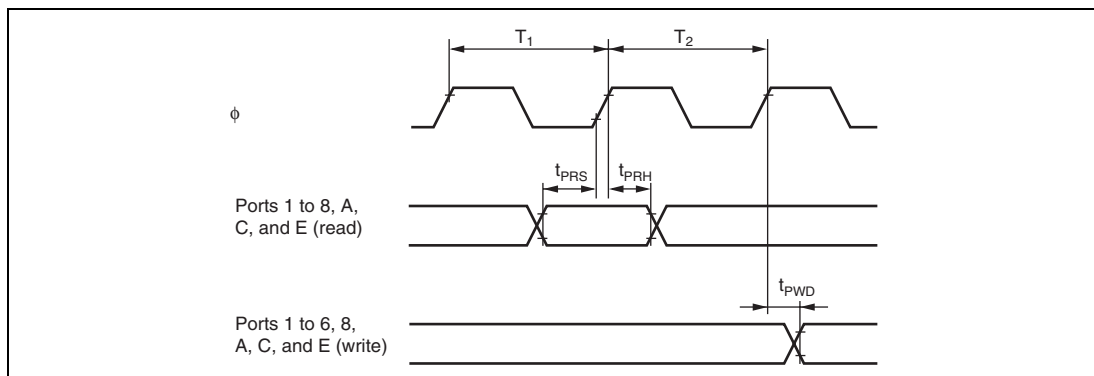 T1
T2
ϕ
tPRS
tPRH
Ports 1 to 8, A,
C, and E (read)
tPWD
Ports 1 to 6, 8,
A, C, and E (write)